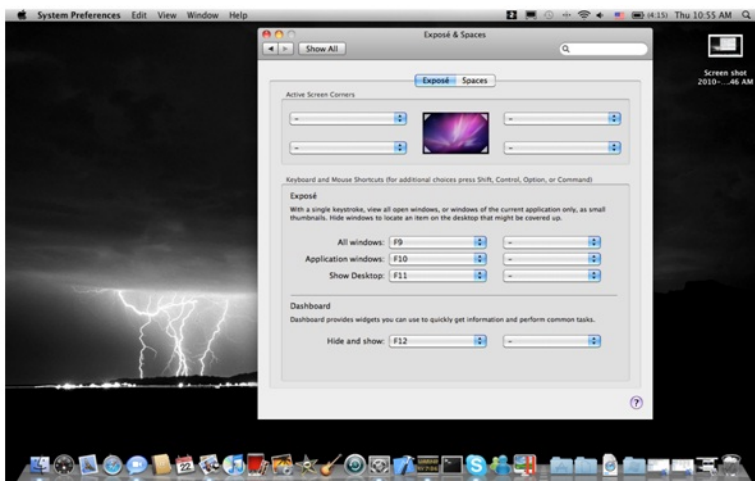 System Preferences Edit View Window Help
(4:15) Thu 10:55 AM
Exposé & Spaces
Show All
Screen shot
2010-...46 AM
Exposé Spaces
Active Screen Corners
- -
- -
Keyboard and Mouse Shortcuts (for additional choices press Shift, Control, Option, or Command)
Exposé
With a single keystroke, view all open windows, or windows of the current application only, as small
thumbnails. Hide windows to locate an item on the desktop that might be covered up.
All windows: F9 -
Application windows: F10 -
Show Desktop: F11 -
Dashboard
Dashboard provides widgets you can use to quickly get information and perform common tasks.
Hide and show: F12 -
?
22